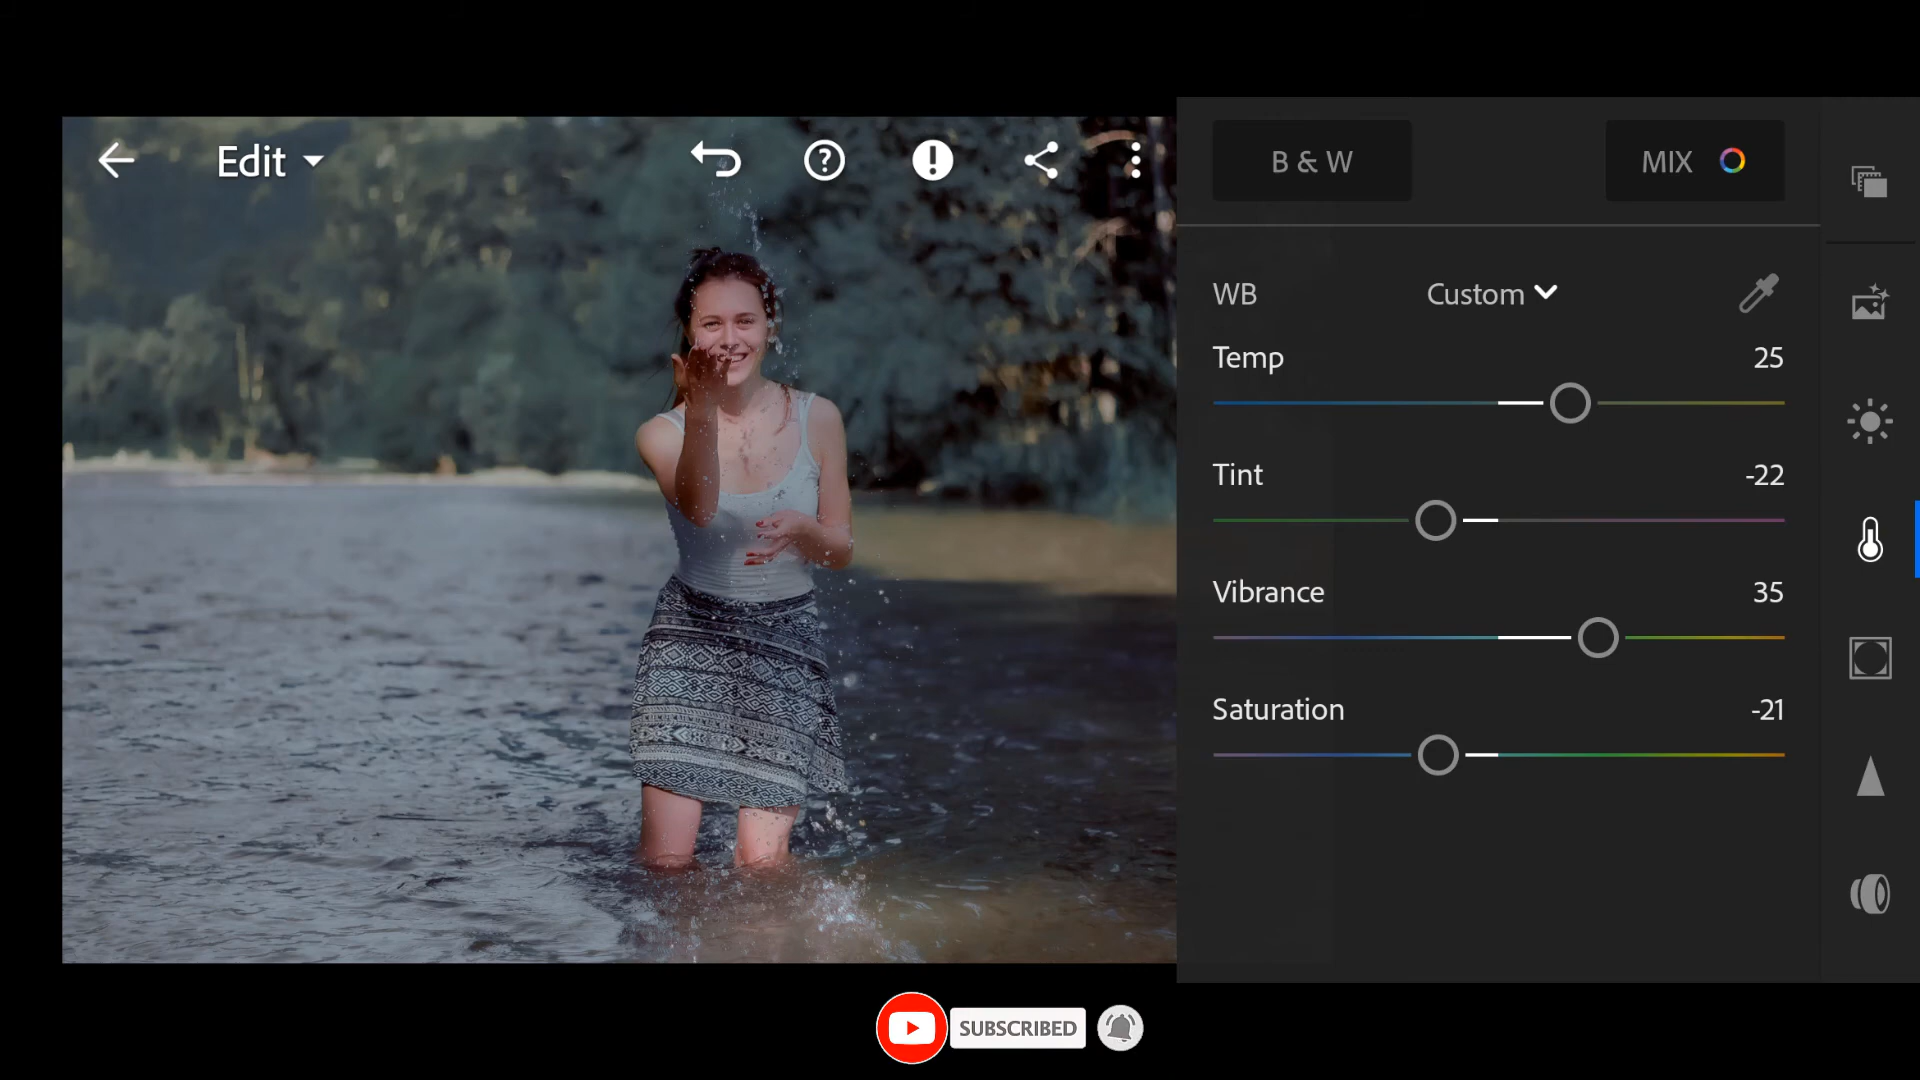 Edit
B & W
MIX
WB Custom
Temp 25
Tint -22
Vibrance 35
Saturation -21
SUBSCRIBED